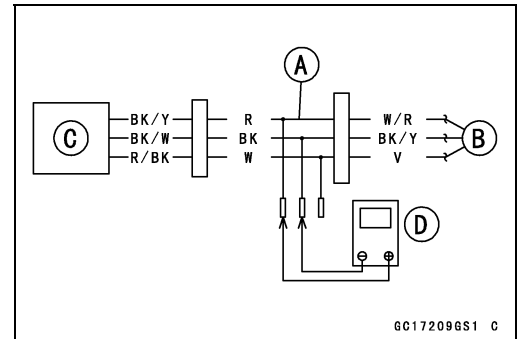 A
BK/Y R W/R
C BK/W BK BK/Y B
R/BK W V
D
⊖ ⊕
GC17209GS1 C